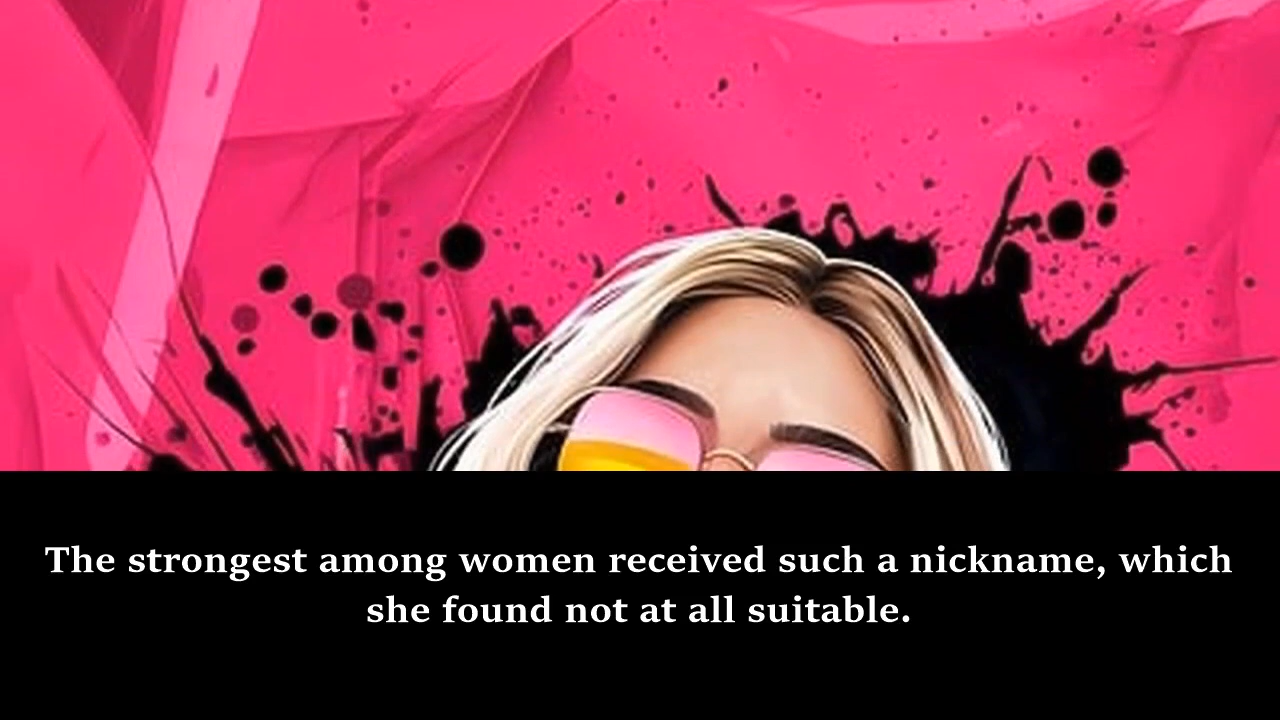 The strongest among women received such a nickname, which
she found not at all suitable.